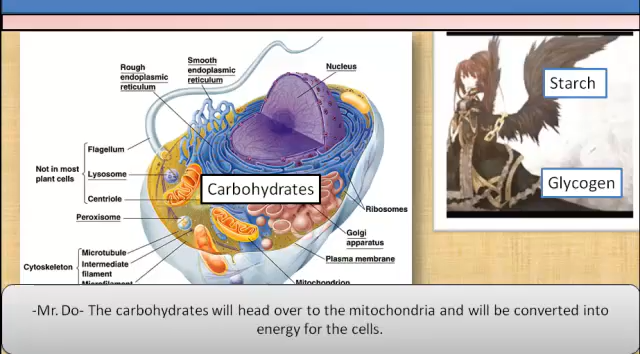 Smooth
endoplasmic
reticulum
Rough
endoplasmic
reticulum
Nucleus
Flagellum
Not in most
plant cells
Lysosome
Centriole
Peroxisome
Carbohydrates
Ribosomes
Golgi
apparatus
Plasma membrane
Mitochondrion
Microtubule
Cytoskeleton
Intermediate
filament
Microfilament
Starch
Glycogen
-Mr. Do- The carbohydrates will head over to the mitochondria and will be converted into
energy for the cells.